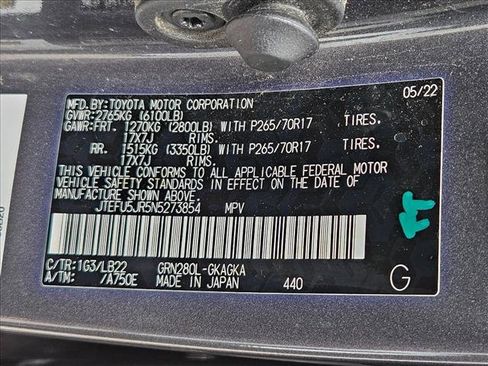 MFD.BY:TOYOTA MOTOR CORPORATION 05/22
GVWR:2765KG (6100LB)
GAWR:FRT. 1270KG (2800LB) WITH P265/70R17 TIRES.
17X7J RIMS.
RR. 1515KG (3350LB) WITH P265/70R17 TIRES.
17X7J RIMS.
THIS VEHICLE CONFORMS TO ALL APPLICABLE FEDERAL MOTOR
VEHICLE SAFETY STANDARDS IN EFFECT ON THE DATE OF
MANUFACTURE SHOWN ABOVE.
JTEFU5JR5N5273854 MPV
C/TR:1G3/LB22 GRN280L-GKAGKA
A/TM: /A750E MADE IN JAPAN 440 G